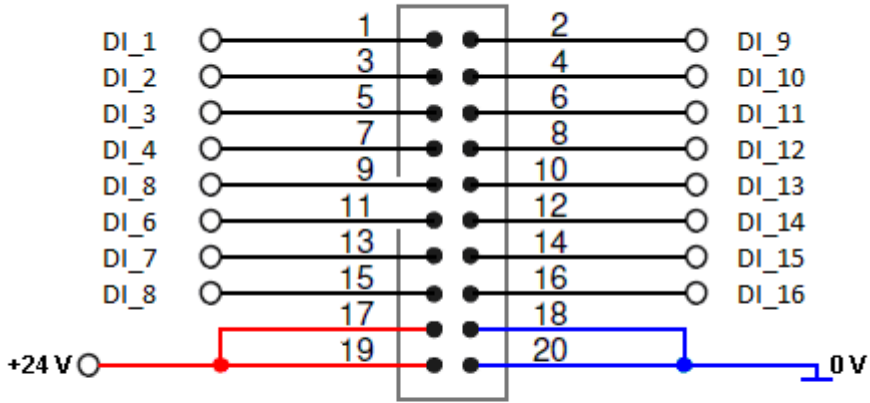 DI_1 1 2 DI_9
DI_2 3 4 DI_10
DI_3 5 6 DI_11
DI_4 7 8 DI_12
DI_8 9 10 DI_13
DI_6 11 12 DI_14
DI_7 13 14 DI_15
DI_8 15 16 DI_16
17 18
+24 V 19 20 0 V